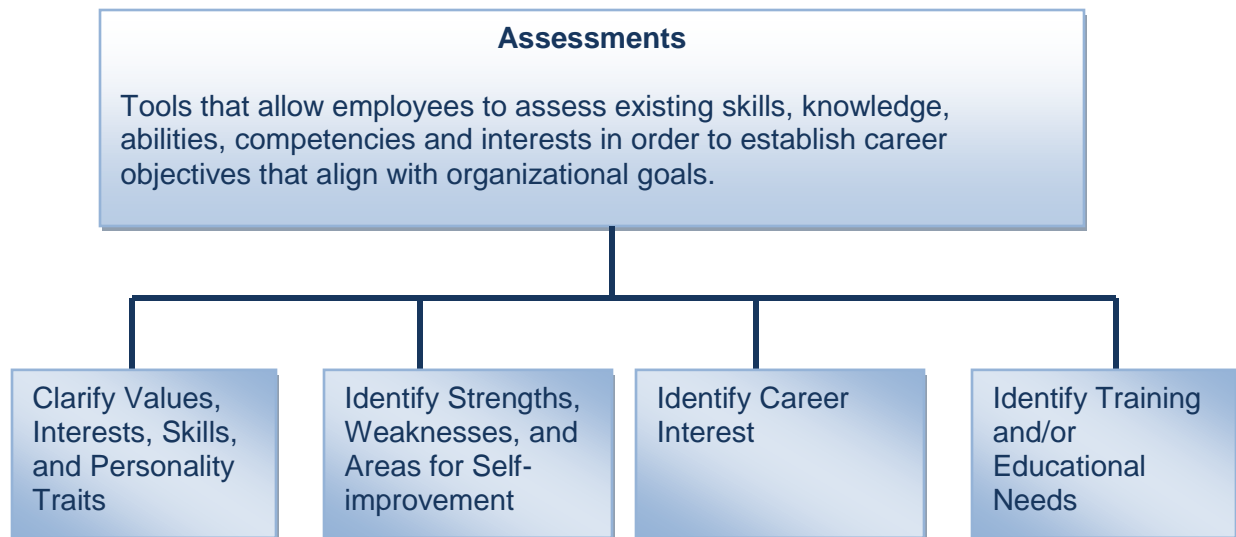 Assessments
Tools that allow employees to assess existing skills, knowledge,
abilities, competencies and interests in order to establish career
objectives that align with organizational goals.
Clarify Values,
Interests, Skills,
and Personality
Traits
Identify Strengths,
Weaknesses, and
Areas for Self-
improvement
Identify Career
Interest
Identify Training
and/or
Educational
Needs